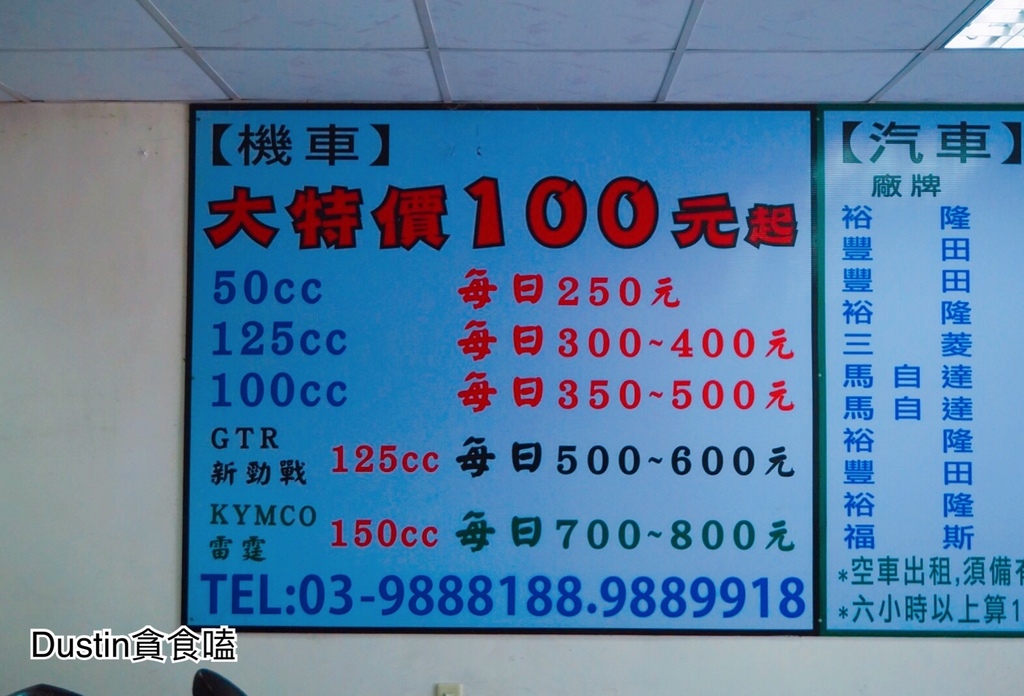 【機車】
大特價100元起
50cc 每日250元
125cc 每日300~400元
100cc 每日350~500元
GTR
新勁戰 125cc 每日500~600元
KYMCO
雷霆 150cc 每日700~800元
TEL:03-9888188.9889918
【汽車】
廠牌
裕隆
豐田
豐田
裕隆
三菱
馬自達
馬自達
裕隆
豐田
裕隆
福斯
*空車出租,須備有
*六小時以上算1
Dustin貪食嗑